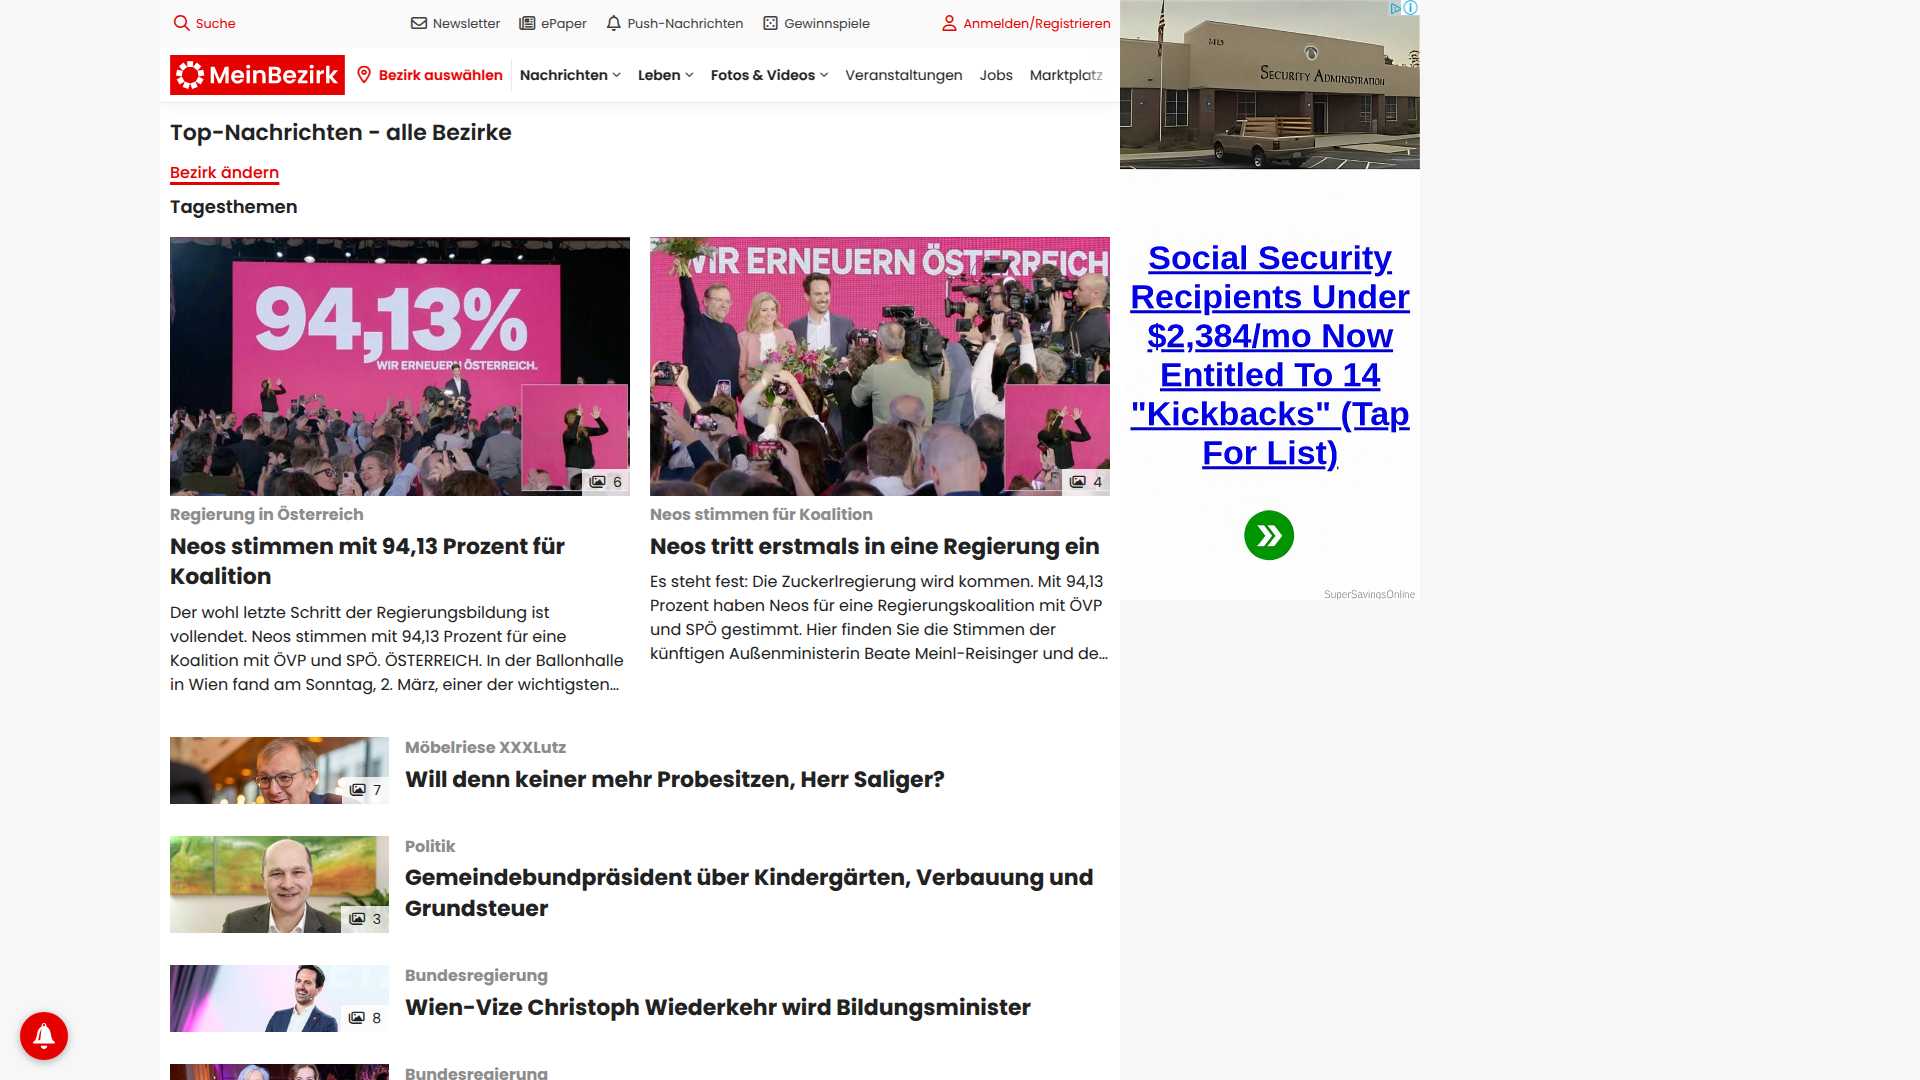 Suche
Newsletter
ePaper
Push-Nachrichten
Gewinnspiele
Anmelden/Registrieren
MeinBezirk
Bezirk auswählen
Nachrichten
Leben
Fotos & Videos
Veranstaltungen
Jobs
Marktplatz
Top-Nachrichten - alle Bezirke
Bezirk ändern
Tagesthemen
94,13%
WIR ERNEUERN ÖSTERREICH.
6
Regierung in Österreich
Neos stimmen mit 94,13 Prozent für
Koalition
Der wohl letzte Schritt der Regierungsbildung ist
vollendet. Neos stimmen mit 94,13 Prozent für eine
Koalition mit ÖVP und SPÖ. ÖSTERREICH. In der Ballonhalle
in Wien fand am Sonntag, 2. März, einer der wichtigsten…
WIR ERNEUERN ÖSTERREICH
4
Neos stimmen für Koalition
Neos tritt erstmals in eine Regierung ein
Es steht fest: Die Zuckerlregierung wird kommen. Mit 94,13
Prozent haben Neos für eine Regierungskoalition mit ÖVP
und SPÖ gestimmt. Hier finden Sie die Stimmen der
künftigen Außenministerin Beate Meinl-Reisinger und de…
7
Möbelriese XXXLutz
Will denn keiner mehr Probesitzen, Herr Saliger?
3
Politik
Gemeindebundpräsident über Kindergärten, Verbauung und
Grundsteuer
8
Bundesregierung
Wien-Vize Christoph Wiederkehr wird Bildungsminister
Bundesregierung
1415
SECURITY ADMINISTRATION
Social Security
Recipients Under
$2,384/mo Now
Entitled To 14
"Kickbacks" (Tap
For List)
SuperSavingsOnline